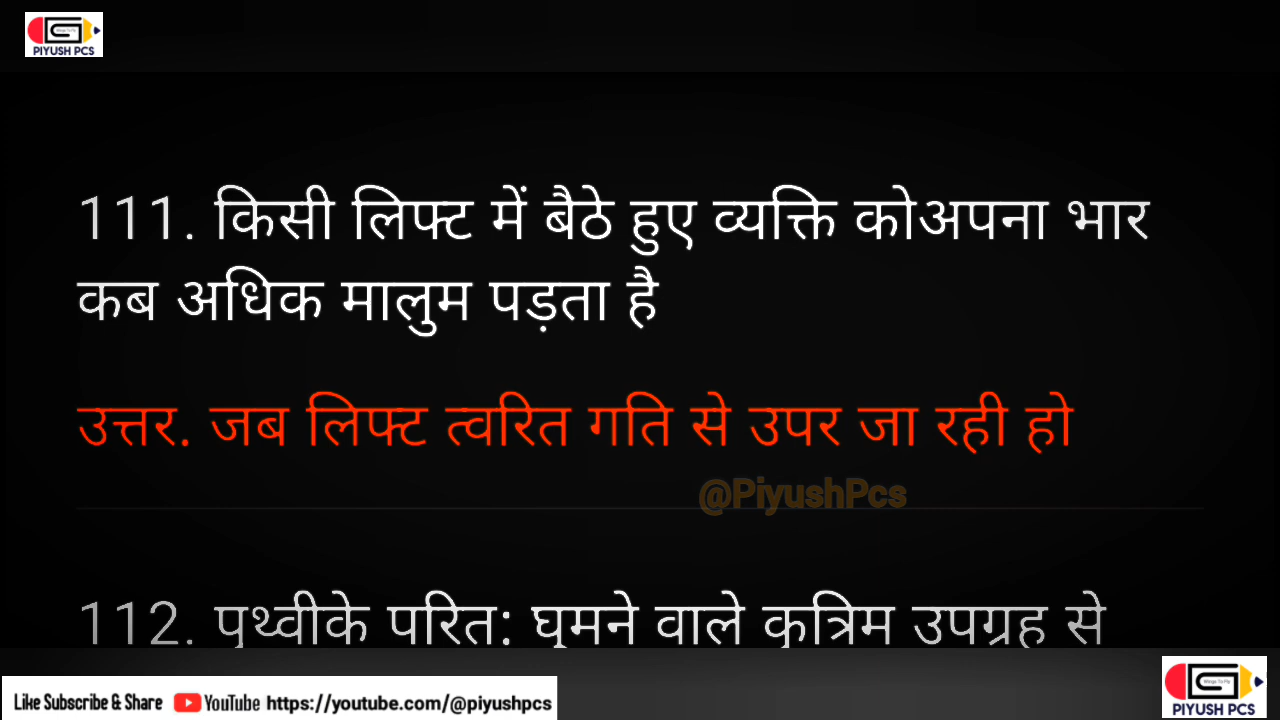 PIYUSH PCS
111. किसी लिफ्ट में बैठे हुए व्यक्ति कोअपना भार
कब अधिक मालुम पड़ता है
उत्तर. जब लिफ्ट त्वरित गति से उपर जा रही हो
@PiyushPcs
112. पृथ्वीके परित: घूमने वाले कृत्रिम उपग्रह से
Like Subscribe & Share YouTube https://youtube.com/@piyushpcs
PIYUSH PCS